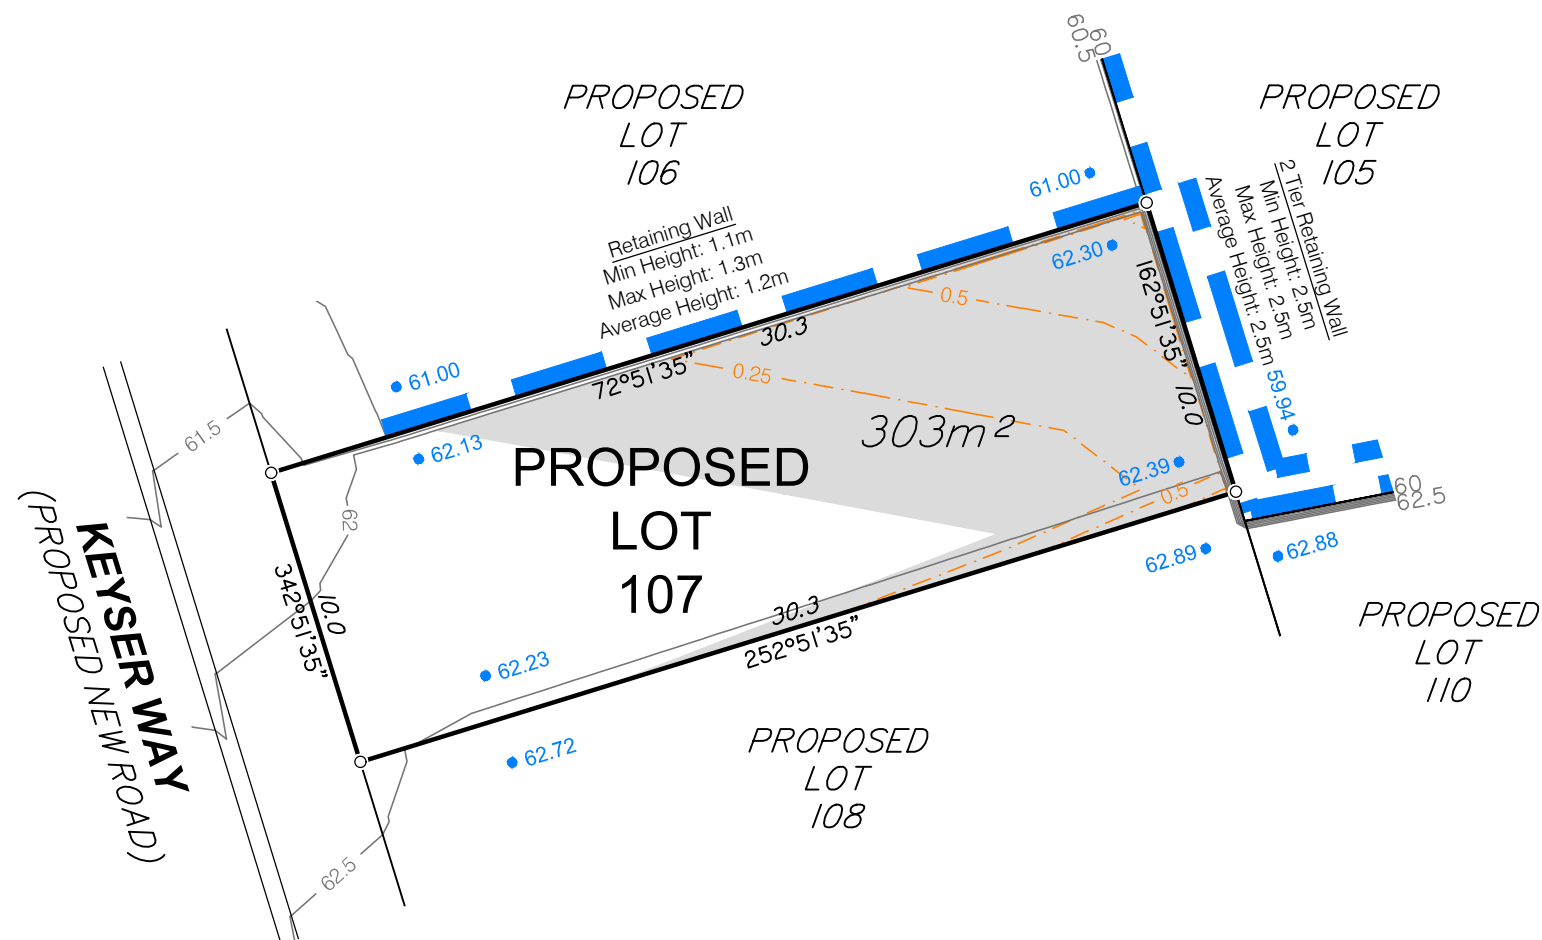 60.5
60
PROPOSED
LOT
106
PROPOSED
LOT
105
61.00
62.30
2 Tier Retaining Wall
Min Height: 2.5m
Max Height: 2.5m
Average Height: 2.5m
Retaining Wall
Min Height: 1.1m
Max Height: 1.3m
Average Height: 1.2m
0.5
162°51'35"
10.0
30.3
72°51'35"
0.25
61.00
62.13
61.5
59.94
303m²
PROPOSED
LOT
107
62.39
0.5
60
62.5
62
62.89
62.88
KEYSER WAY
(PROPOSED NEW ROAD)
342°51'35"
10.0
30.3
252°51'35"
62.23
62.72
PROPOSED
LOT
110
PROPOSED
LOT
108
62.5